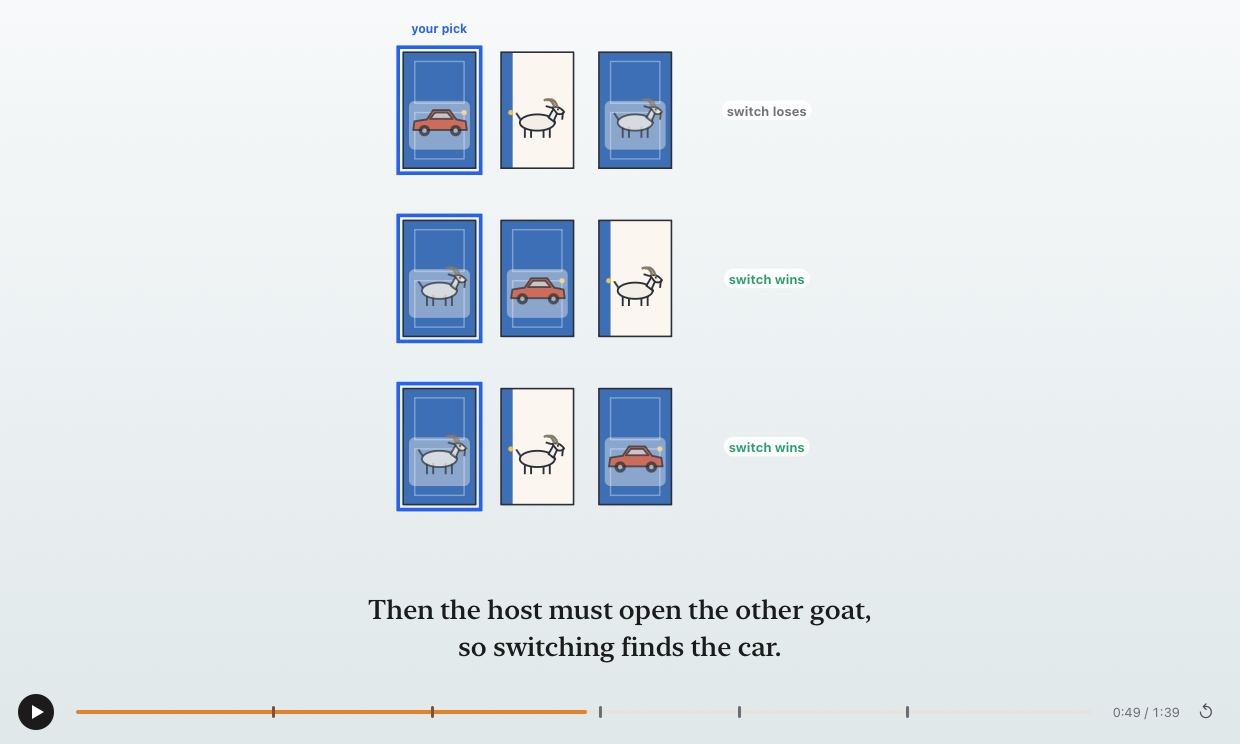 your pick
switch loses
switch wins
switch wins
Then the host must open the other goat,
so switching finds the car.
0:49 / 1:39